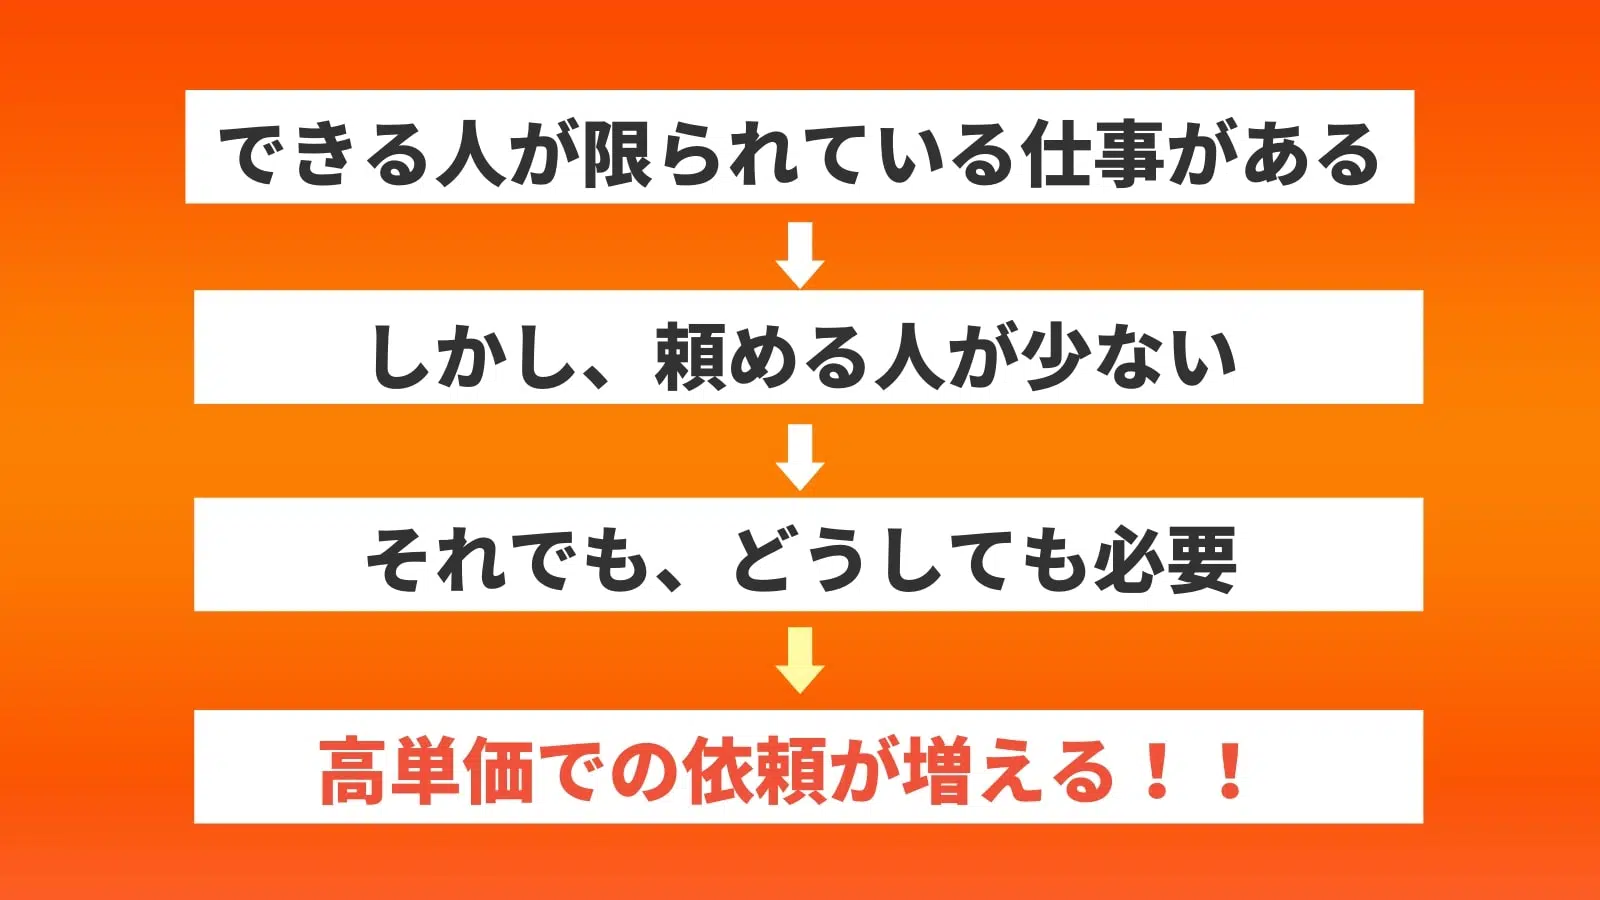 できる人が限られている仕事がある
しかし、頼める人が少ない
それでも、どうしても必要
高単価での依頼が増える！！